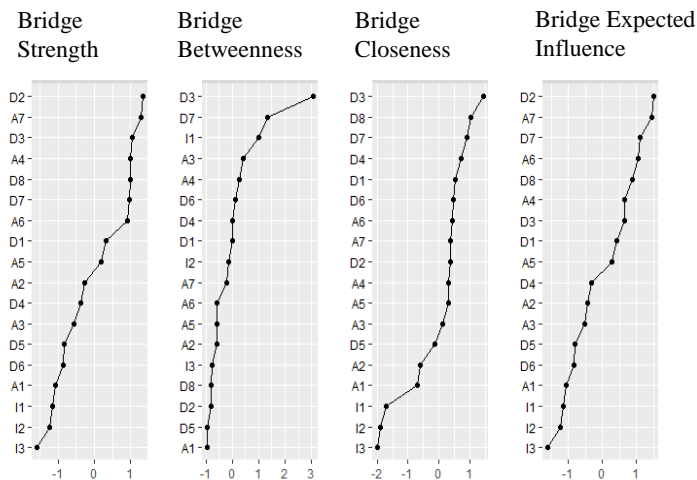 Bridge
Strength
D2
A7
D3
A4
D8
D7
A6
D1
A5
A2
D4
A3
D5
D6
A1
I1
I2
I3
-1 0 1
Bridge
Betweenness
D3
D7
I1
A3
A4
D6
D4
D1
I2
A7
A6
A5
A2
I3
D8
D2
D5
A1
-1 0 1 2 3
Bridge
Closeness
D3
D8
D7
D4
D1
D6
A6
A7
D2
A4
A5
A3
D5
A2
A1
I1
I2
I3
-2 -1 0 1
Bridge Expected
Influence
D2
A7
D7
A6
D8
A4
D3
D1
A5
D4
A2
A3
D5
D6
A1
I1
I2
I3
-1 0 1